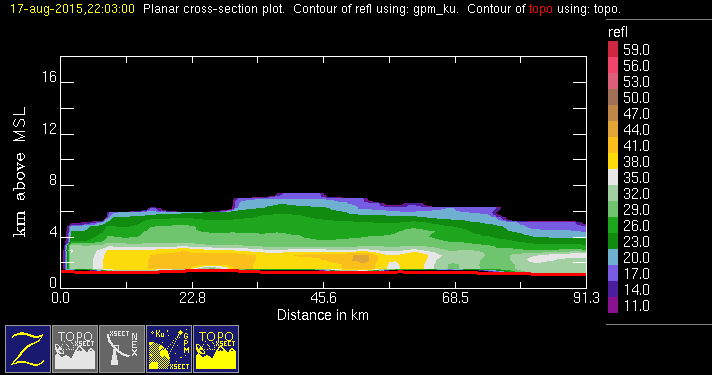 17-aug-2015,22:03:00 Planar cross-section plot. Contour of refl using: gpm_ku. Contour of topo using: topo.
refl
59.0
56.0
53.0
50.0
47.0
44.0
41.0
38.0
35.0
32.0
29.0
26.0
23.0
20.0
17.0
14.0
11.0
km above MSL
16
12
8
4
0
0.0 22.8 45.6 68.5 91.3
Distance in km
Z
TOPO
XSECT
XSECT
Ku
GPM
XSECT
TOPO
XSECT